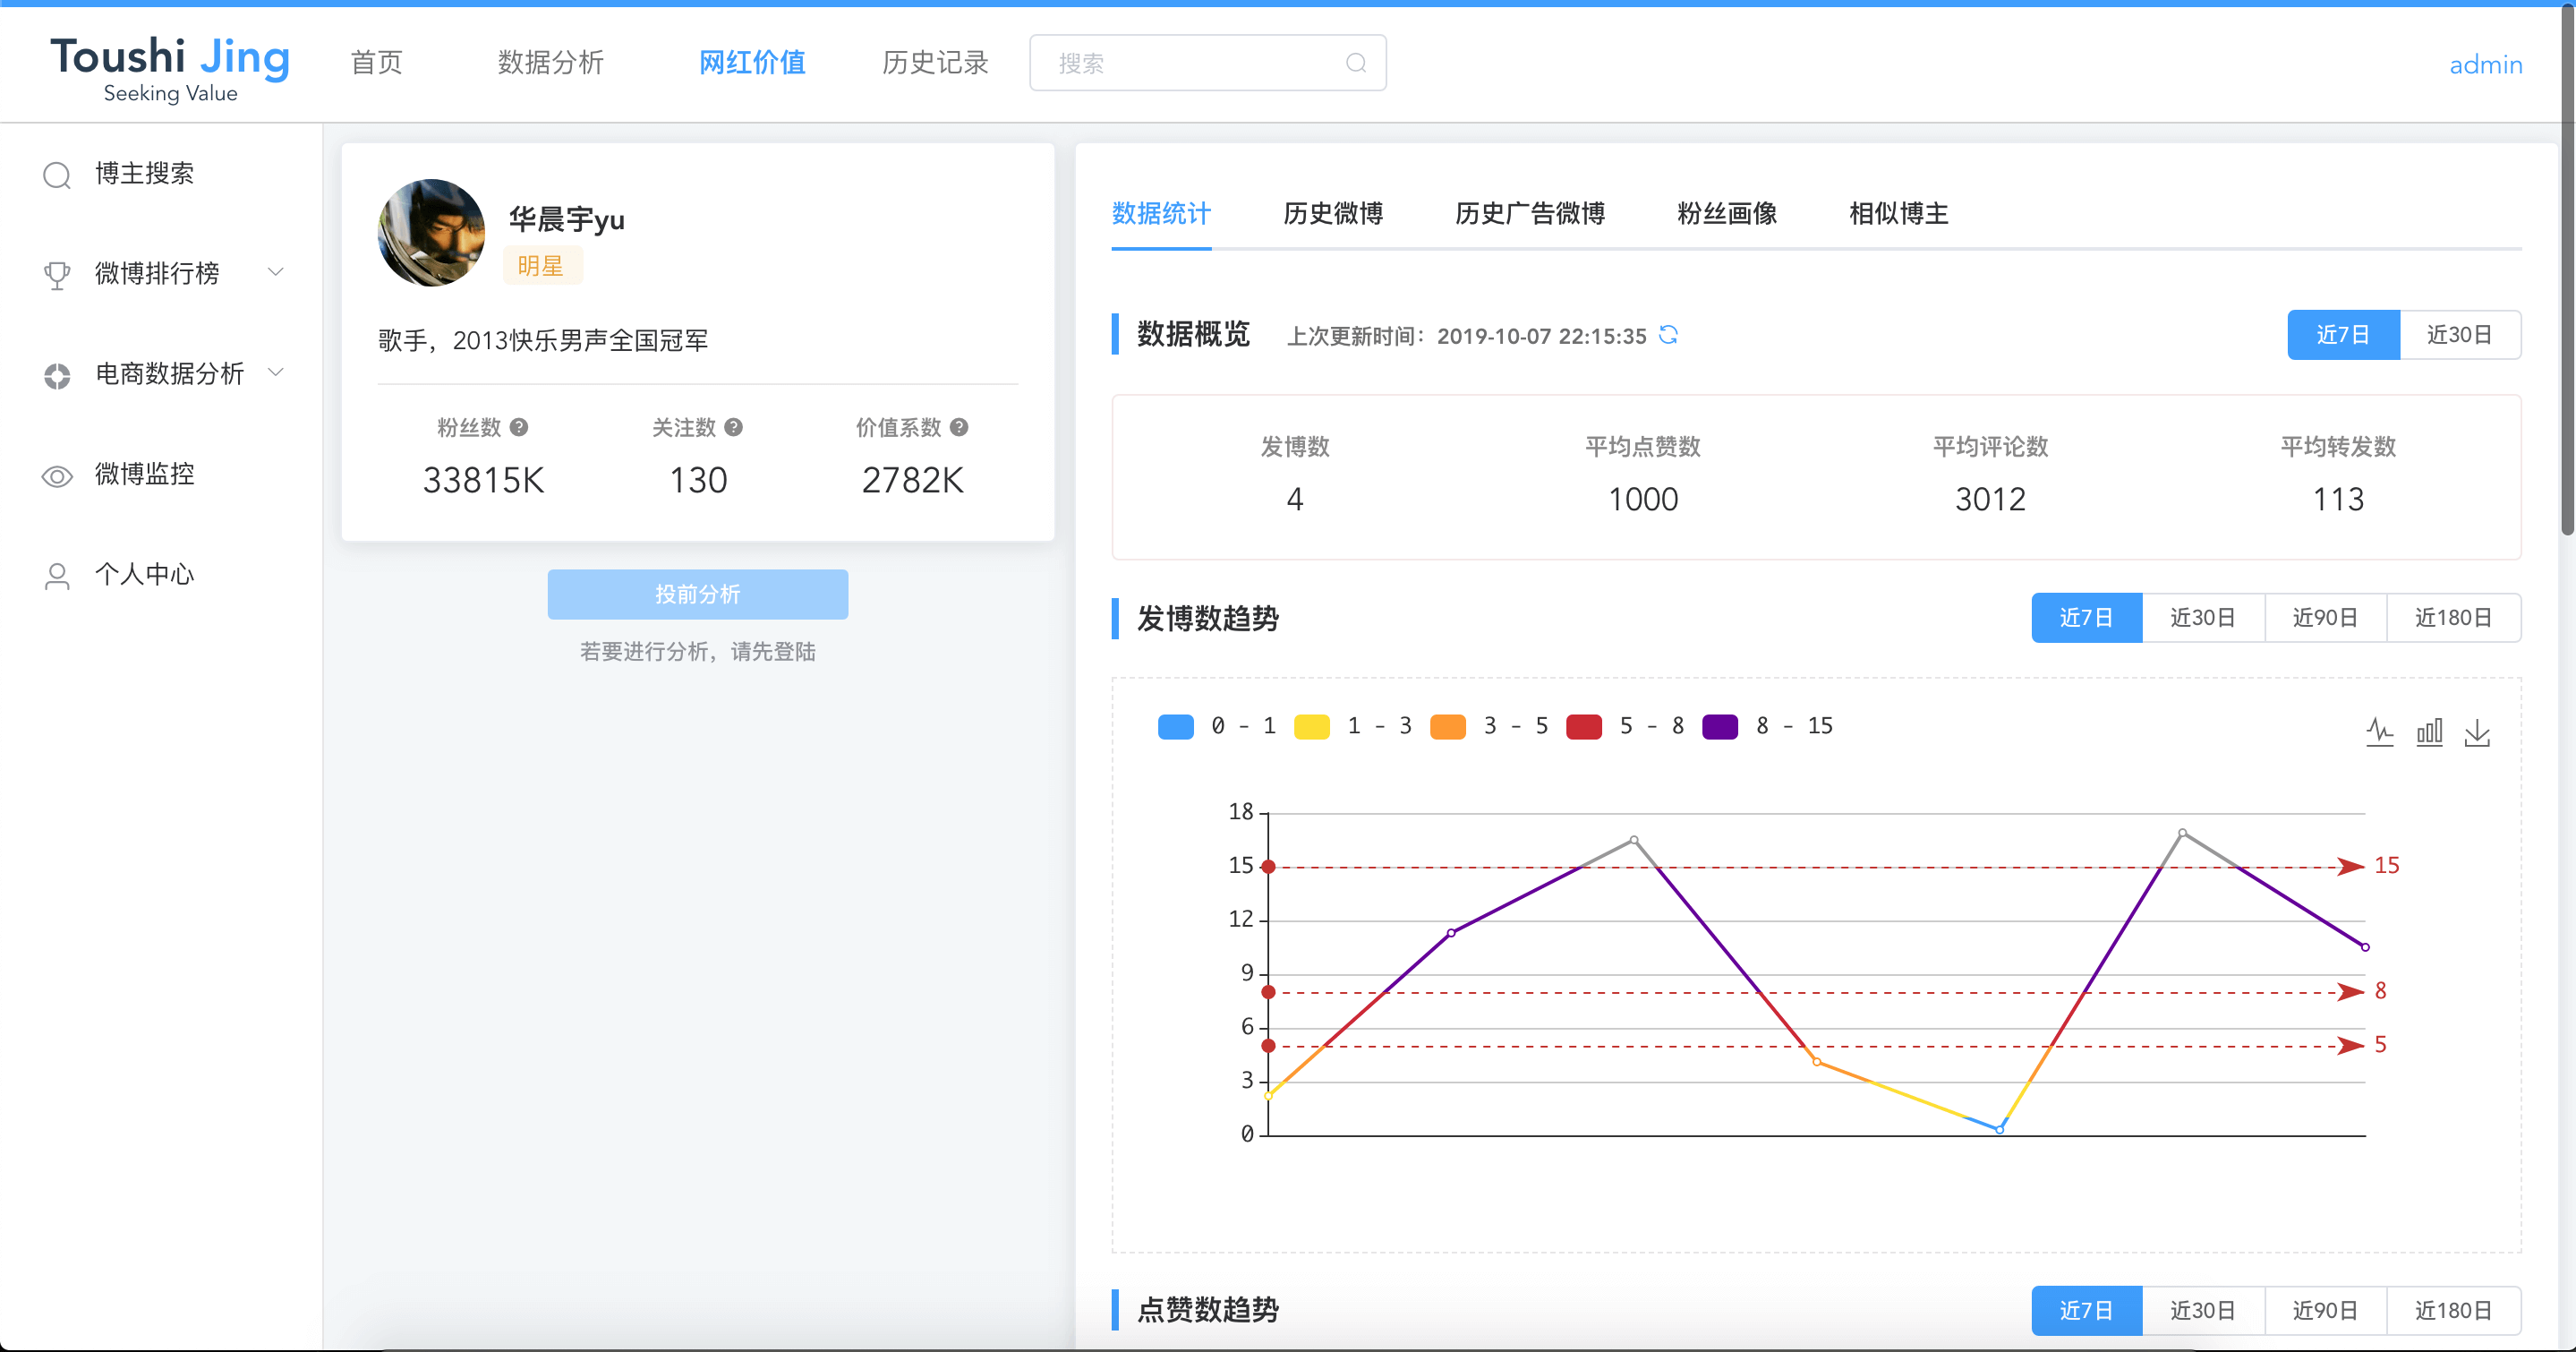 Toushi Jing
Seeking Value
首页 数据分析 网红价值 历史记录 搜索 admin
博主搜索
微博排行榜
电商数据分析
微博监控
个人中心
华晨宇yu
明星
歌手，2013快乐男声全国冠军
粉丝数 关注数 价值系数
33815K 130 2782K
投前分析
若要进行分析，请先登陆
数据统计 历史微博 历史广告微博 粉丝画像 相似博主
数据概览 上次更新时间：2019-10-07 22:15:35 近7日 近30日
发博数 平均点赞数 平均评论数 平均转发数
4 1000 3012 113
发博数趋势 近7日 近30日 近90日 近180日
0 - 1 1 - 3 3 - 5 5 - 8 8 - 15
18
15 15
12
9
8
6
5
3
0
点赞数趋势 近7日 近30日 近90日 近180日